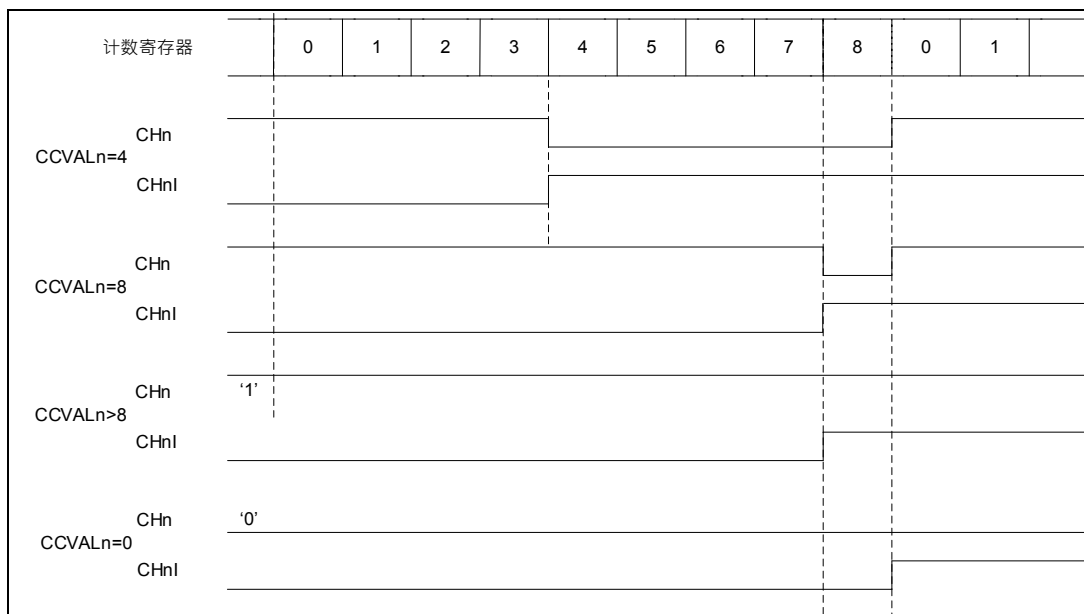 计数寄存器 0 1 2 3 4 5 6 7 8 0 1
CHn
CCVALn=4
CHnI
CHn
CCVALn=8
CHnI
CHn ‘1’
CCVALn>8
CHnI
CHn ‘0’
CCVALn=0
CHnI